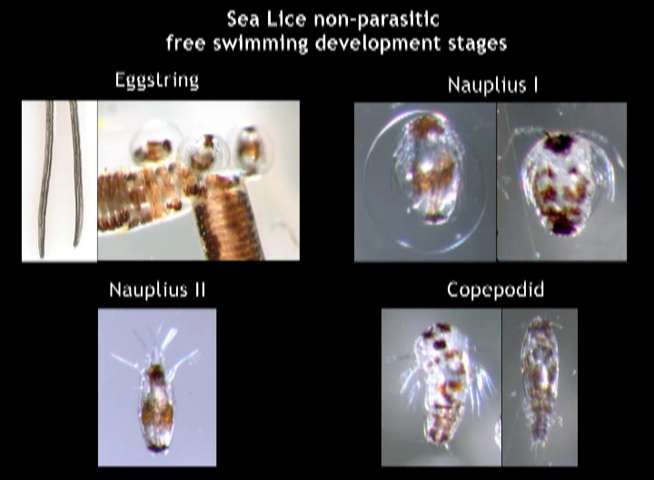 Sea Lice non-parasitic
free swimming development stages
Eggstring
Nauplius I
Nauplius II
Copepodid